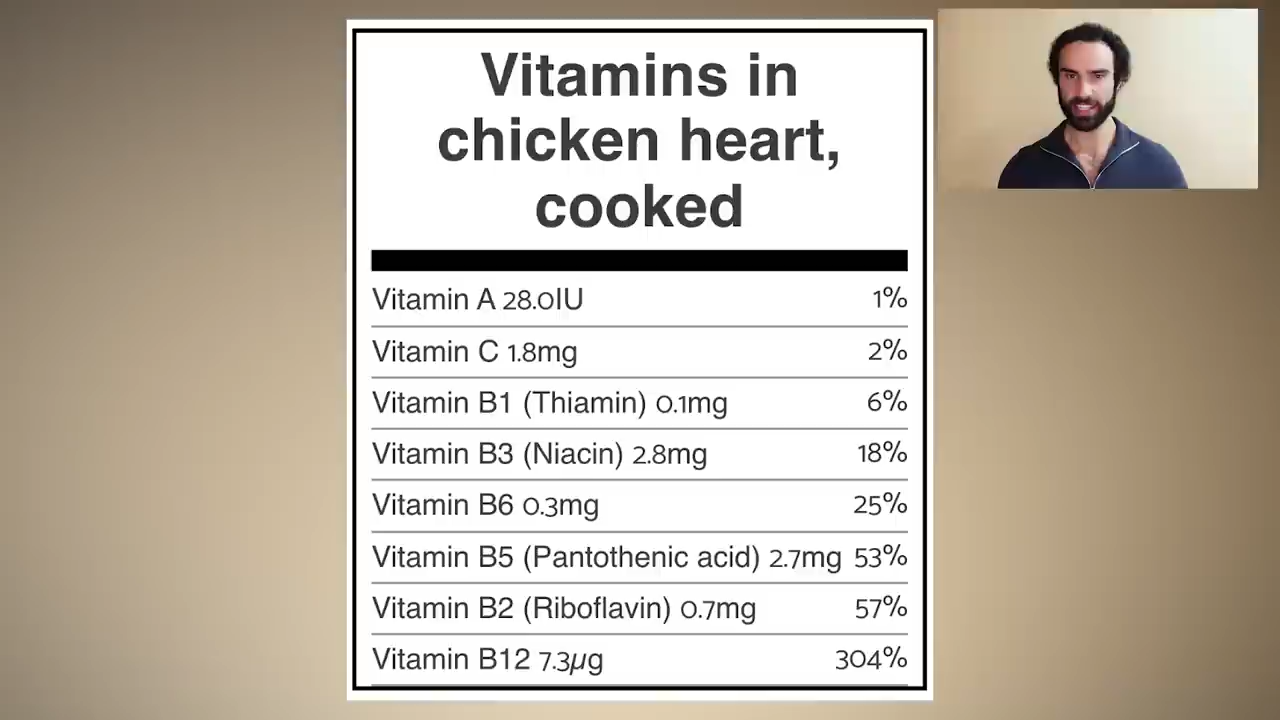 Vitamins in
chicken heart,
cooked
Vitamin A 28.0IU 1%
Vitamin C 1.8mg 2%
Vitamin B1 (Thiamin) 0.1mg 6%
Vitamin B3 (Niacin) 2.8mg 18%
Vitamin B6 0.3mg 25%
Vitamin B5 (Pantothenic acid) 2.7mg 53%
Vitamin B2 (Riboflavin) 0.7mg 57%
Vitamin B12 7.3µg 304%